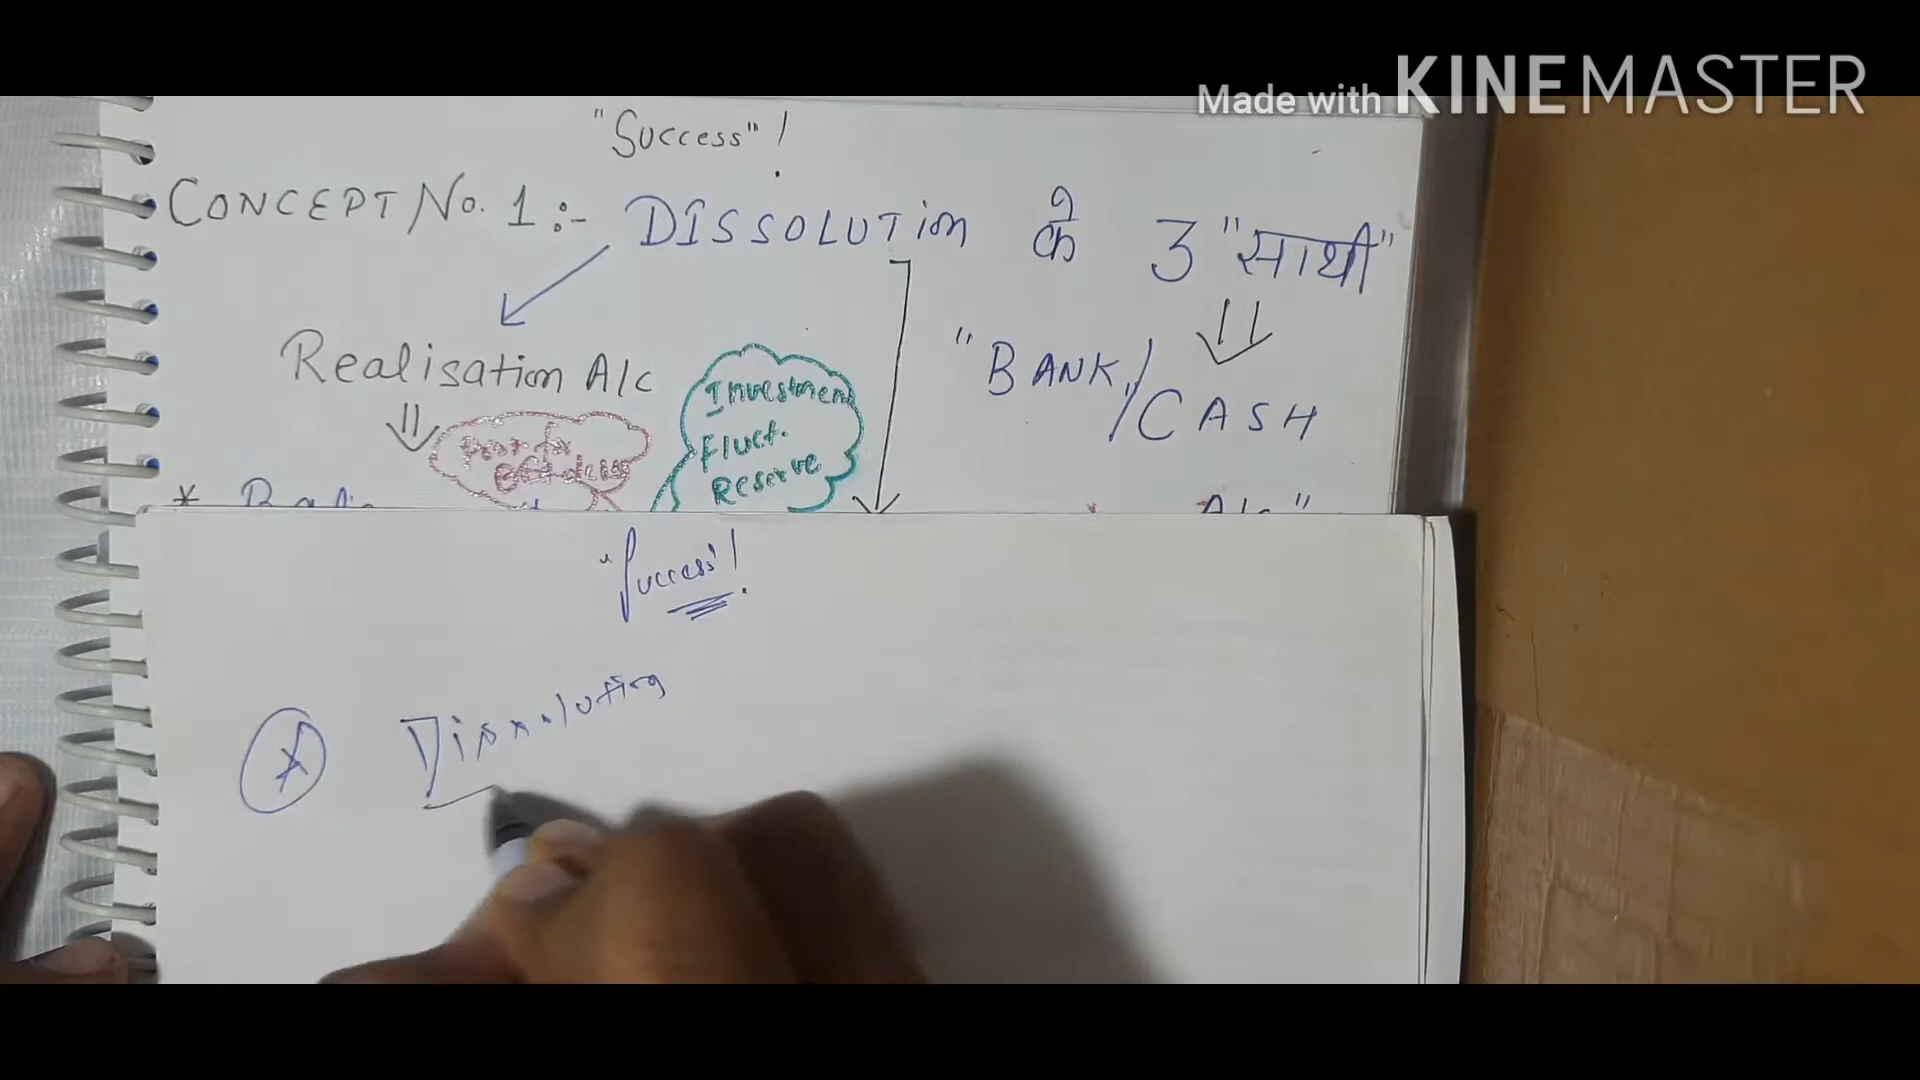 Made with KINEMASTER
"Success"!
CONCEPT No. 1:- DISSOLUTION के 3 "साथी"
Realisation A/c
"BANK/CASH
Investment
Fluct.
Reserve
A/c"
"Success"!
A Dissolution